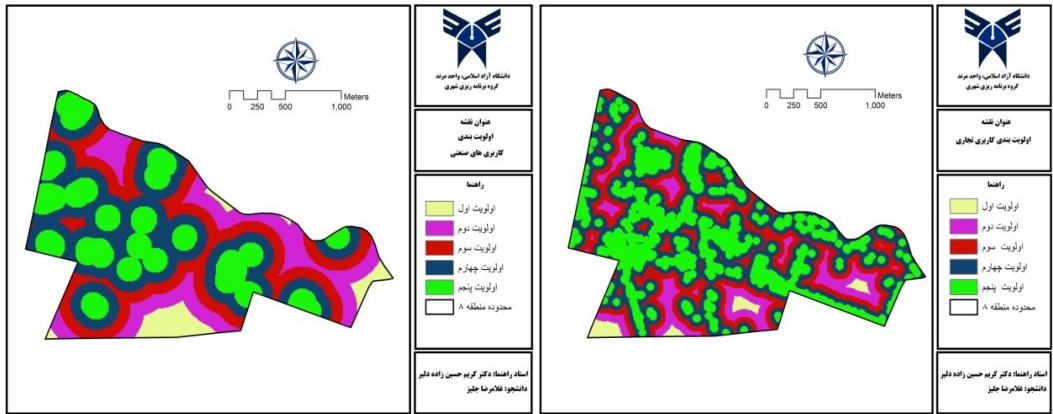 دانشگاه آزاد اسلامی، واحد مرند
گروه برنامه ریزی شهری
Meters
0 250 500 1,000
عنوان نقشه
اولویت بندی
کاربری های صنعتی
راهنما
اولویت اول
اولویت دوم
اولویت سوم
اولویت چهارم
اولویت پنجم
محدوده منطقه ۸
استاد راهنما: دکتر کریم حسین زاده دلیر
دانشجو: غلامرضا جلیز
دانشگاه آزاد اسلامی، واحد مرند
گروه برنامه ریزی شهری
Meters
0 250 500 1,000
عنوان نقشه
اولویت بندی کاربری تجاری
راهنما
اولویت اول
اولویت دوم
اولویت سوم
اولویت چهارم
اولویت پنجم
محدوده منطقه ۸
استاد راهنما: دکتر کریم حسین زاده دلیر
دانشجو: غلامرضا جلیز